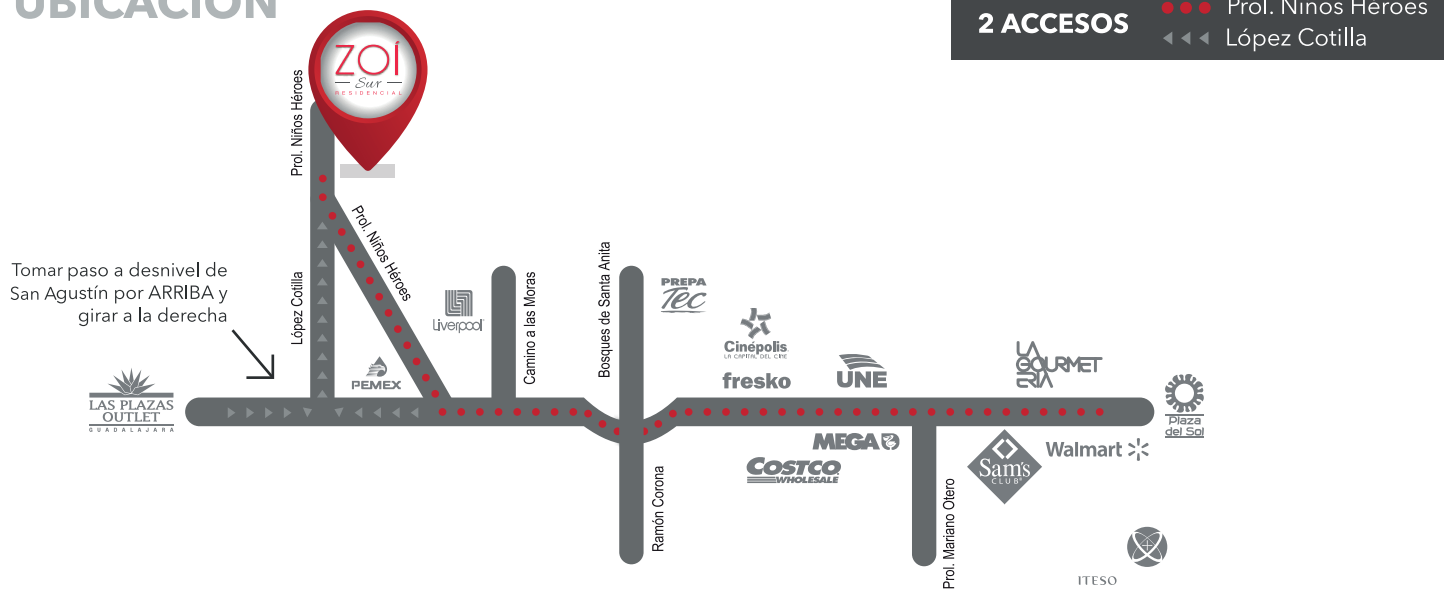 UBICACIÓN
2 ACCESOS
Prol. Niños Héroes
López Cotilla
ZOÍ
Sur
RESIDENCIAL
Prol. Niños Héroes
Prol. Niños Héroes
Tomar paso a desnivel de
San Agustín por ARRIBA y
girar a la derecha
López Cotilla
Liverpool
Camino a las Moras
Bosques de Santa Anita
PREPA
Tec
Cinépolis
LA CAPITAL DEL CINE
fresko
UNE
LA
GOURMET
ERIA
PEMEX
LAS PLAZAS
OUTLET
GUADALAJARA
Plaza
del Sol
MEGA
COSTCO
WHOLESALE
Sam's
CLUB
Walmart
Ramón Corona
Prol. Mariano Otero
ITESO